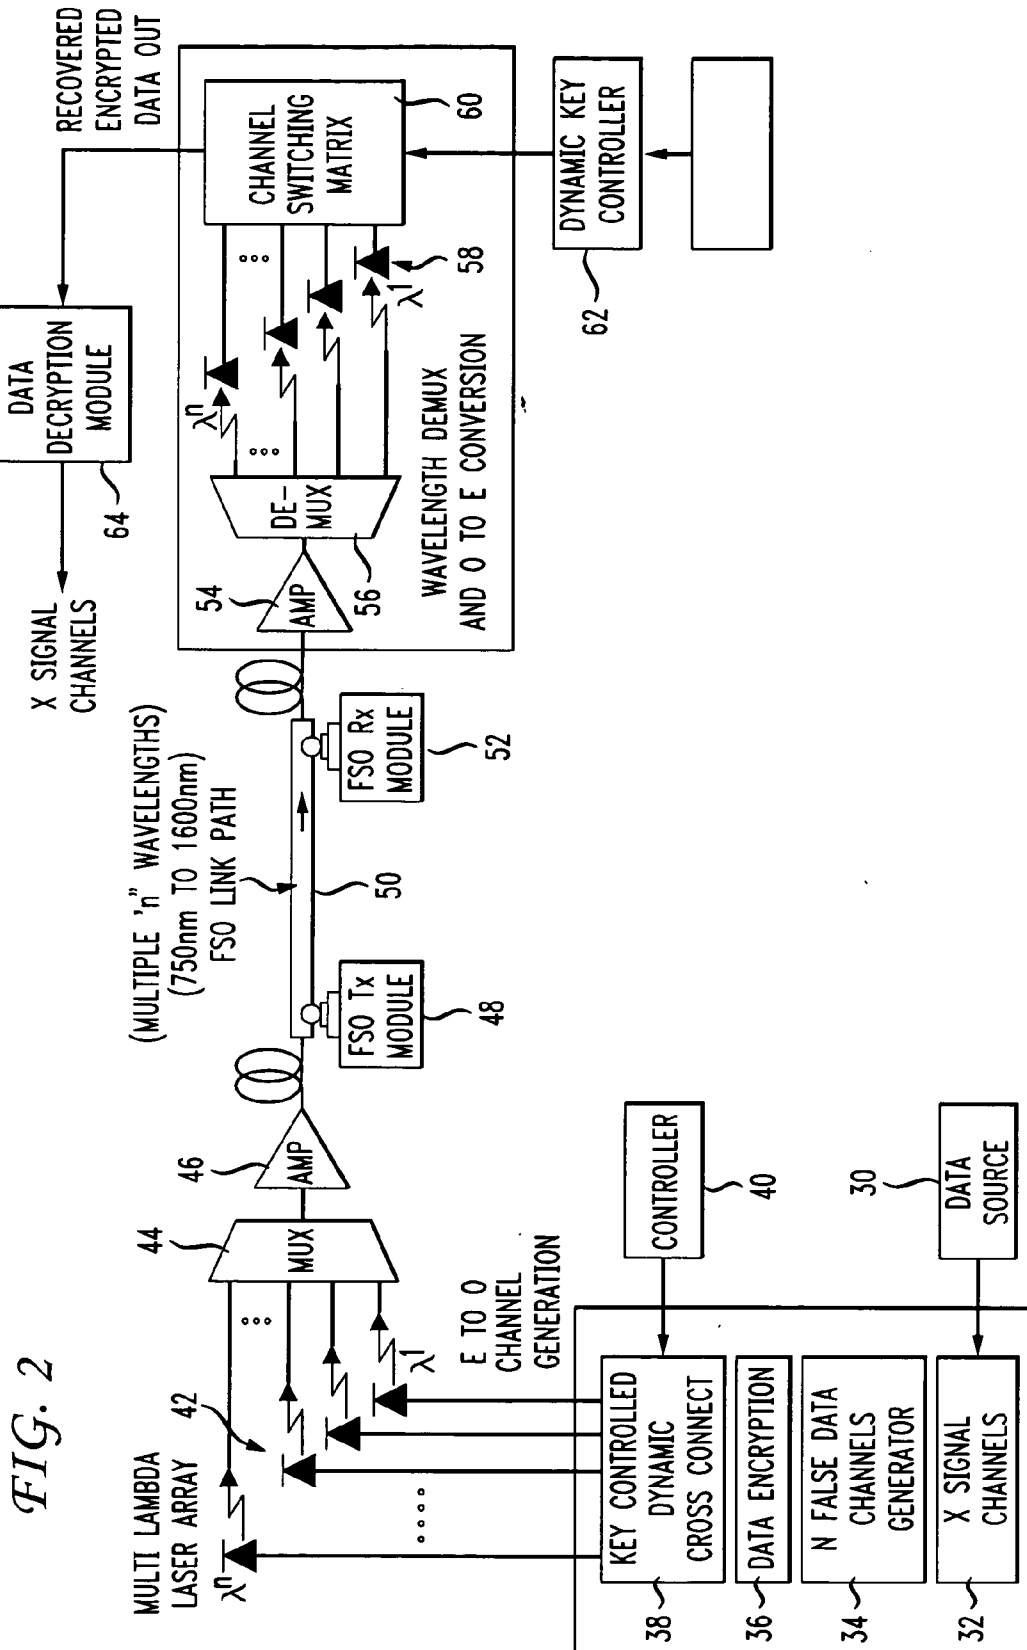 FIG. 2
MULTI LAMBDA
LASER ARRAY
λn
42
λ1
44
MUX
46
AMP
E TO O
CHANNEL
GENERATION
KEY CONTROLLED
DYNAMIC
CROSS CONNECT
38
DATA ENCRYPTION
36
N FALSE DATA
CHANNELS
GENERATOR
34
X SIGNAL
CHANNELS
32
CONTROLLER
40
DATA
SOURCE
30
(MULTIPLE 'n" WAVELENGTHS)
(750nm TO 1600nm)
FSO LINK PATH
50
FSO Tx
MODULE
48
FSO Rx
MODULE
52
54
AMP
DE-
MUX
56
λn
λ1
58
CHANNEL
SWITCHING
MATRIX
60
WAVELENGTH DEMUX
AND O TO E CONVERSION
DYNAMIC KEY
CONTROLLER
62
RECOVERED
ENCRYPTED
DATA OUT
DATA
DECRYPTION
MODULE
64
X SIGNAL
CHANNELS